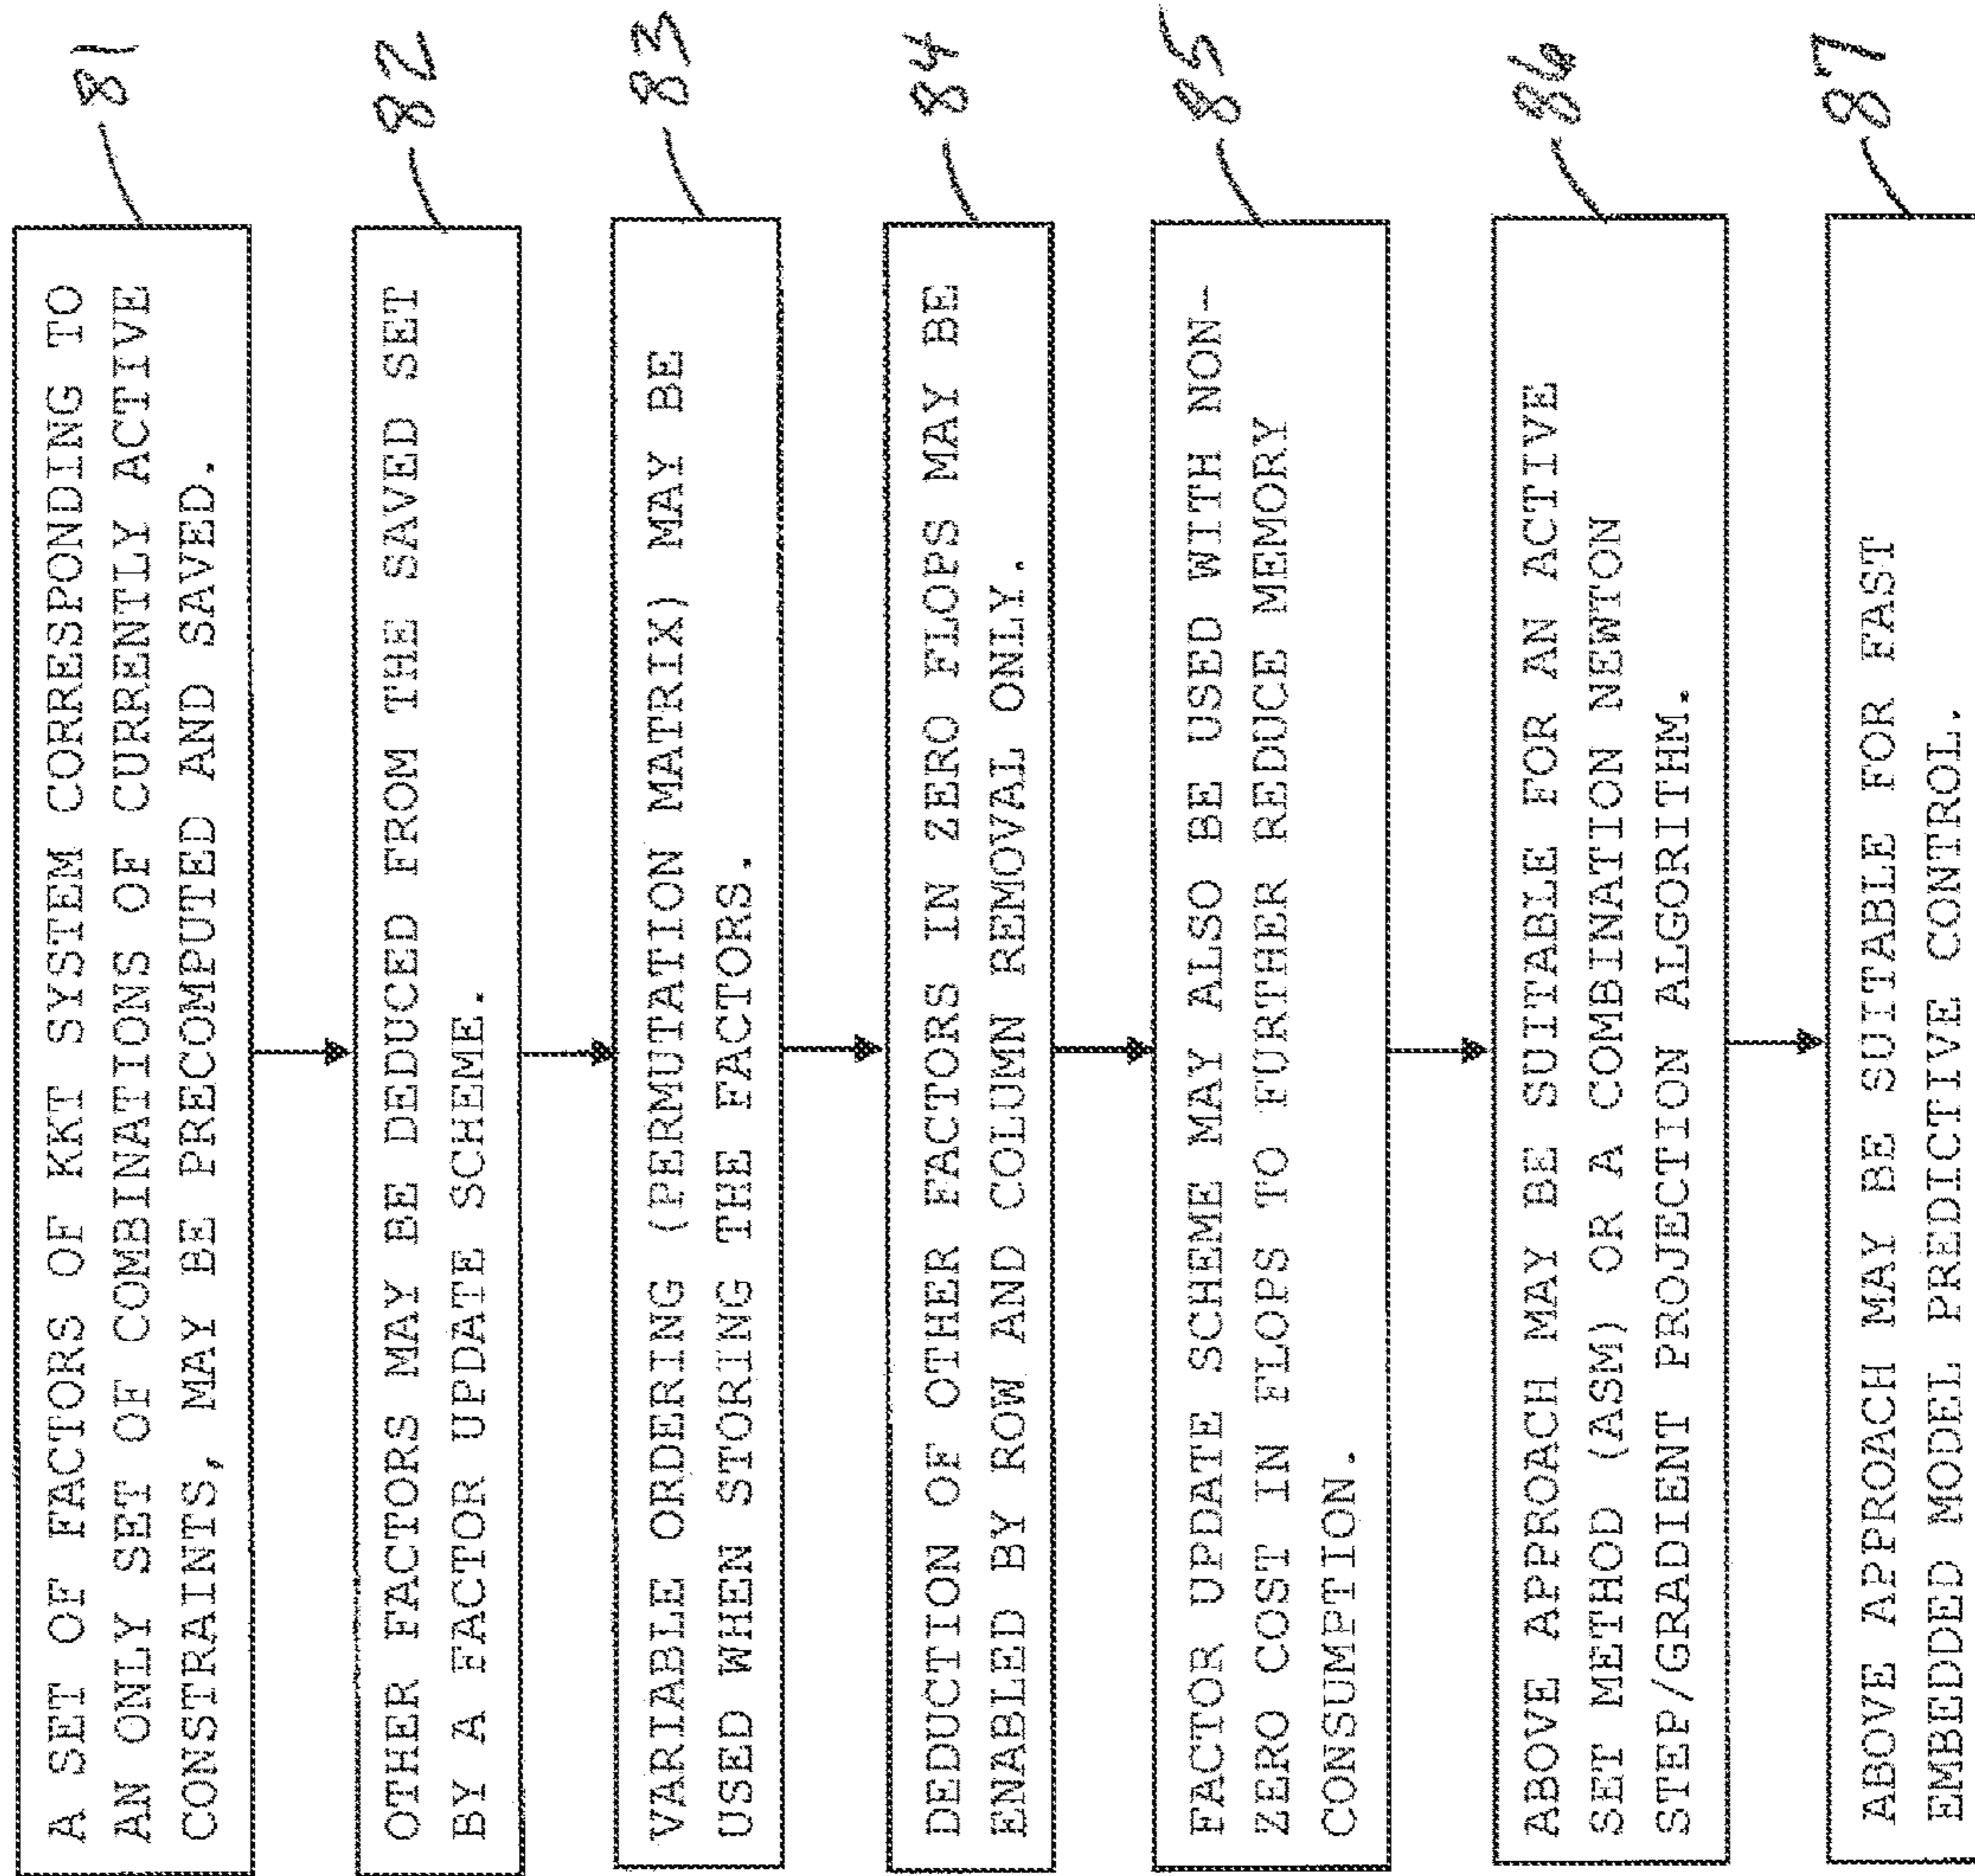 A SET OF FACTORS OF KKT SYSTEM CORRESPONDING TO
AN ONLY SET OF COMBINATIONS OF CURRENTLY ACTIVE
CONSTRAINTS, MAY BE PRECOMPUTED AND SAVED.
81
OTHER FACTORS MAY BE DEDUCED FROM THE SAVED SET
BY A FACTOR UPDATE SCHEME.
82
VARIABLE ORDERING (PERMUTATION MATRIX) MAY BE
USED WHEN STORING THE FACTORS.
83
DEDUCTION OF OTHER FACTORS IN ZERO FLOPS MAY BE
ENABLED BY ROW AND COLUMN REMOVAL ONLY.
84
FACTOR UPDATE SCHEME MAY ALSO BE USED WITH NON-
ZERO COST IN FLOPS TO FURTHER REDUCE MEMORY
CONSUMPTION.
85
ABOVE APPROACH MAY BE SUITABLE FOR AN ACTIVE
SET METHOD (ASM) OR A COMBINATION NEWTON
STEP/GRADIENT PROJECTION ALGORITHM.
86
ABOVE APPROACH MAY BE SUITABLE FOR FAST
EMBEDDED MODEL PREDICTIVE CONTROL.
87